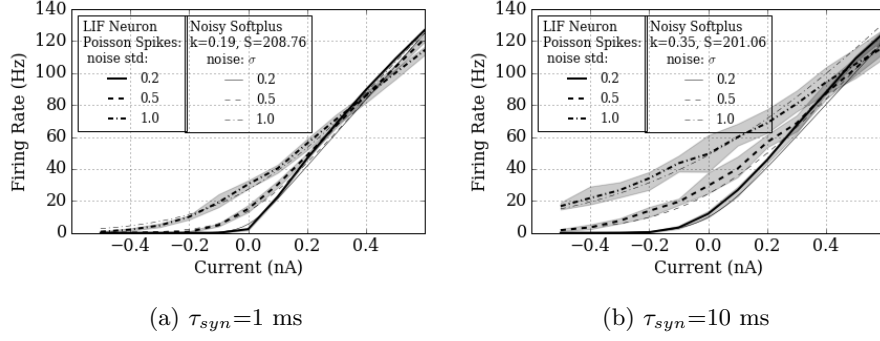 140
120
100
80
60
40
20
0
Firing Rate (Hz)
LIF Neuron
Poisson Spikes:
noise std:
0.2
0.5
1.0
Noisy Softplus
k=0.19, S=208.76
noise: σ
0.2
0.5
1.0
−0.4 −0.2 0.0 0.2 0.4
Current (nA)
(a) τsyn=1 ms
140
120
100
80
60
40
20
0
Firing Rate (Hz)
LIF Neuron
Poisson Spikes:
noise std:
0.2
0.5
1.0
Noisy Softplus
k=0.35, S=201.06
noise: σ
0.2
0.5
1.0
−0.4 −0.2 0.0 0.2 0.4
Current (nA)
(b) τsyn=10 ms